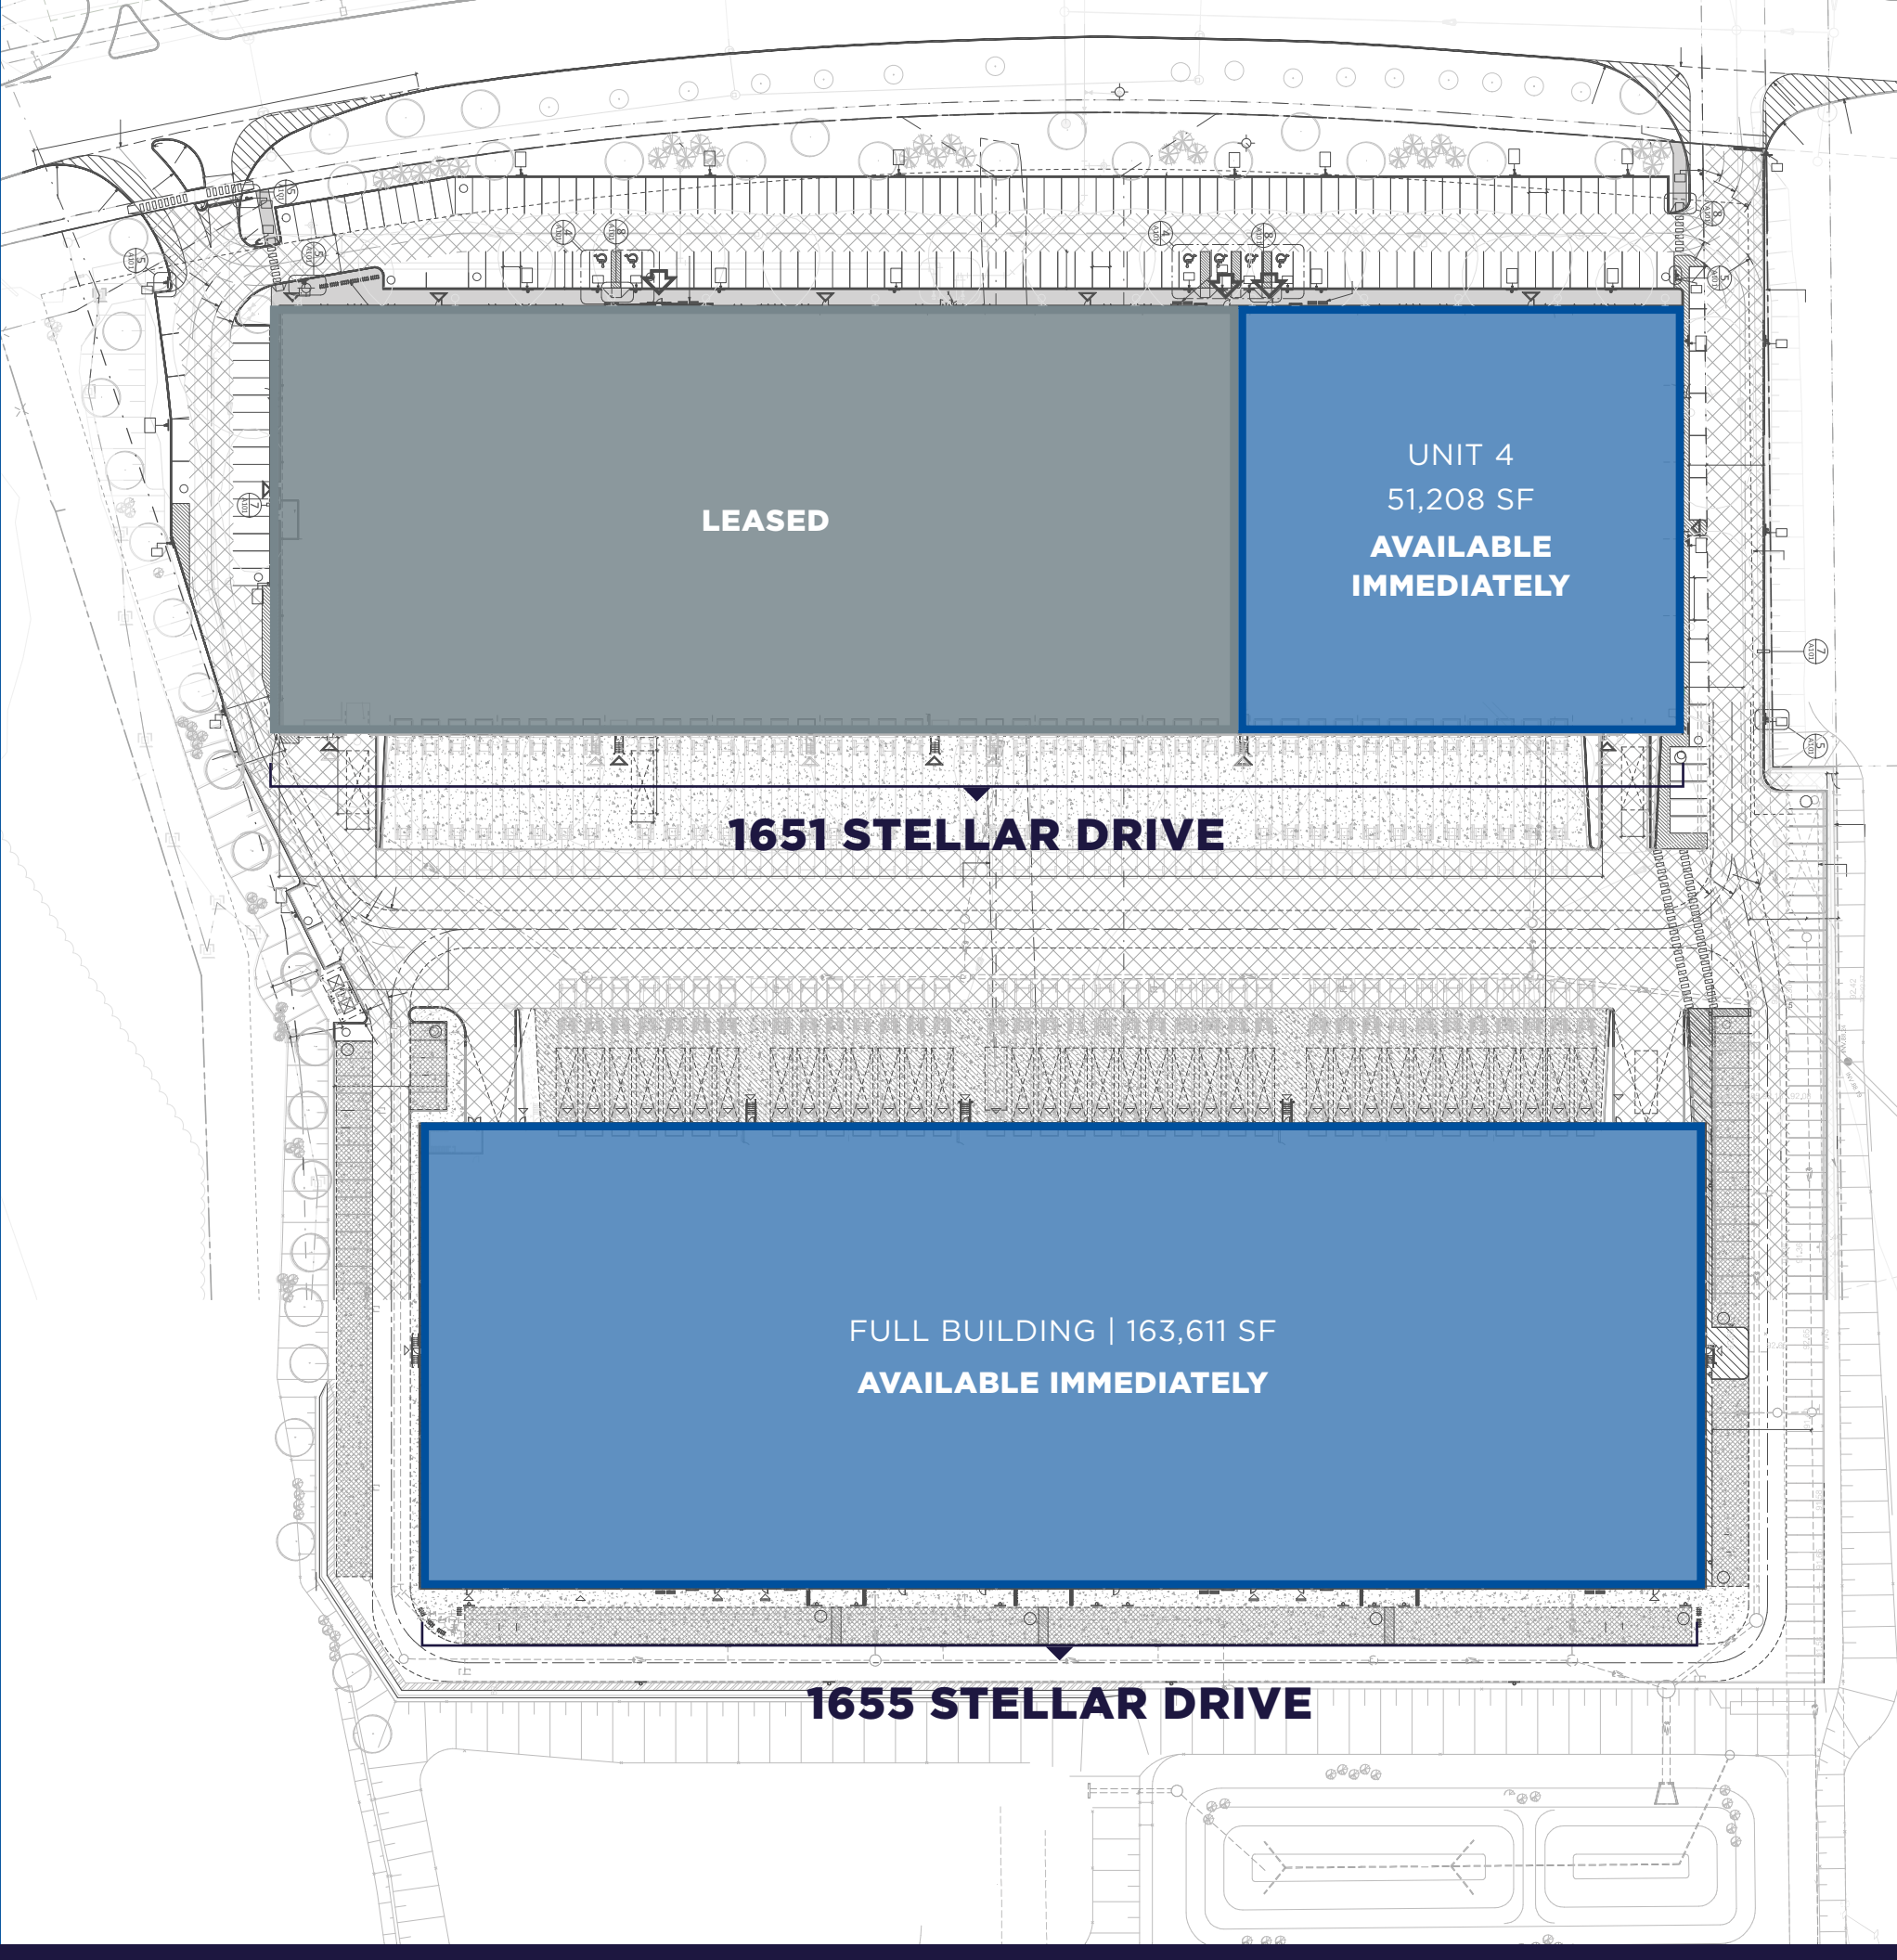 LEASED
UNIT 4
51,208 SF
AVAILABLE
IMMEDIATELY
1651 STELLAR DRIVE
FULL BUILDING | 163,611 SF
AVAILABLE IMMEDIATELY
1655 STELLAR DRIVE